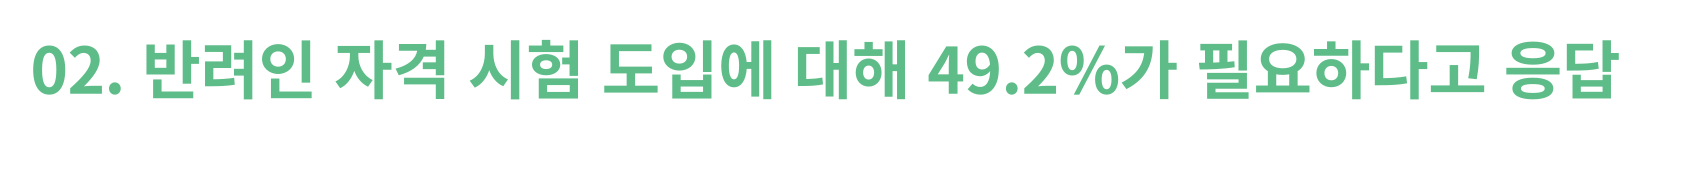 02. 반려인 자격 시험 도입에 대해 49.2%가 필요하다고 응답